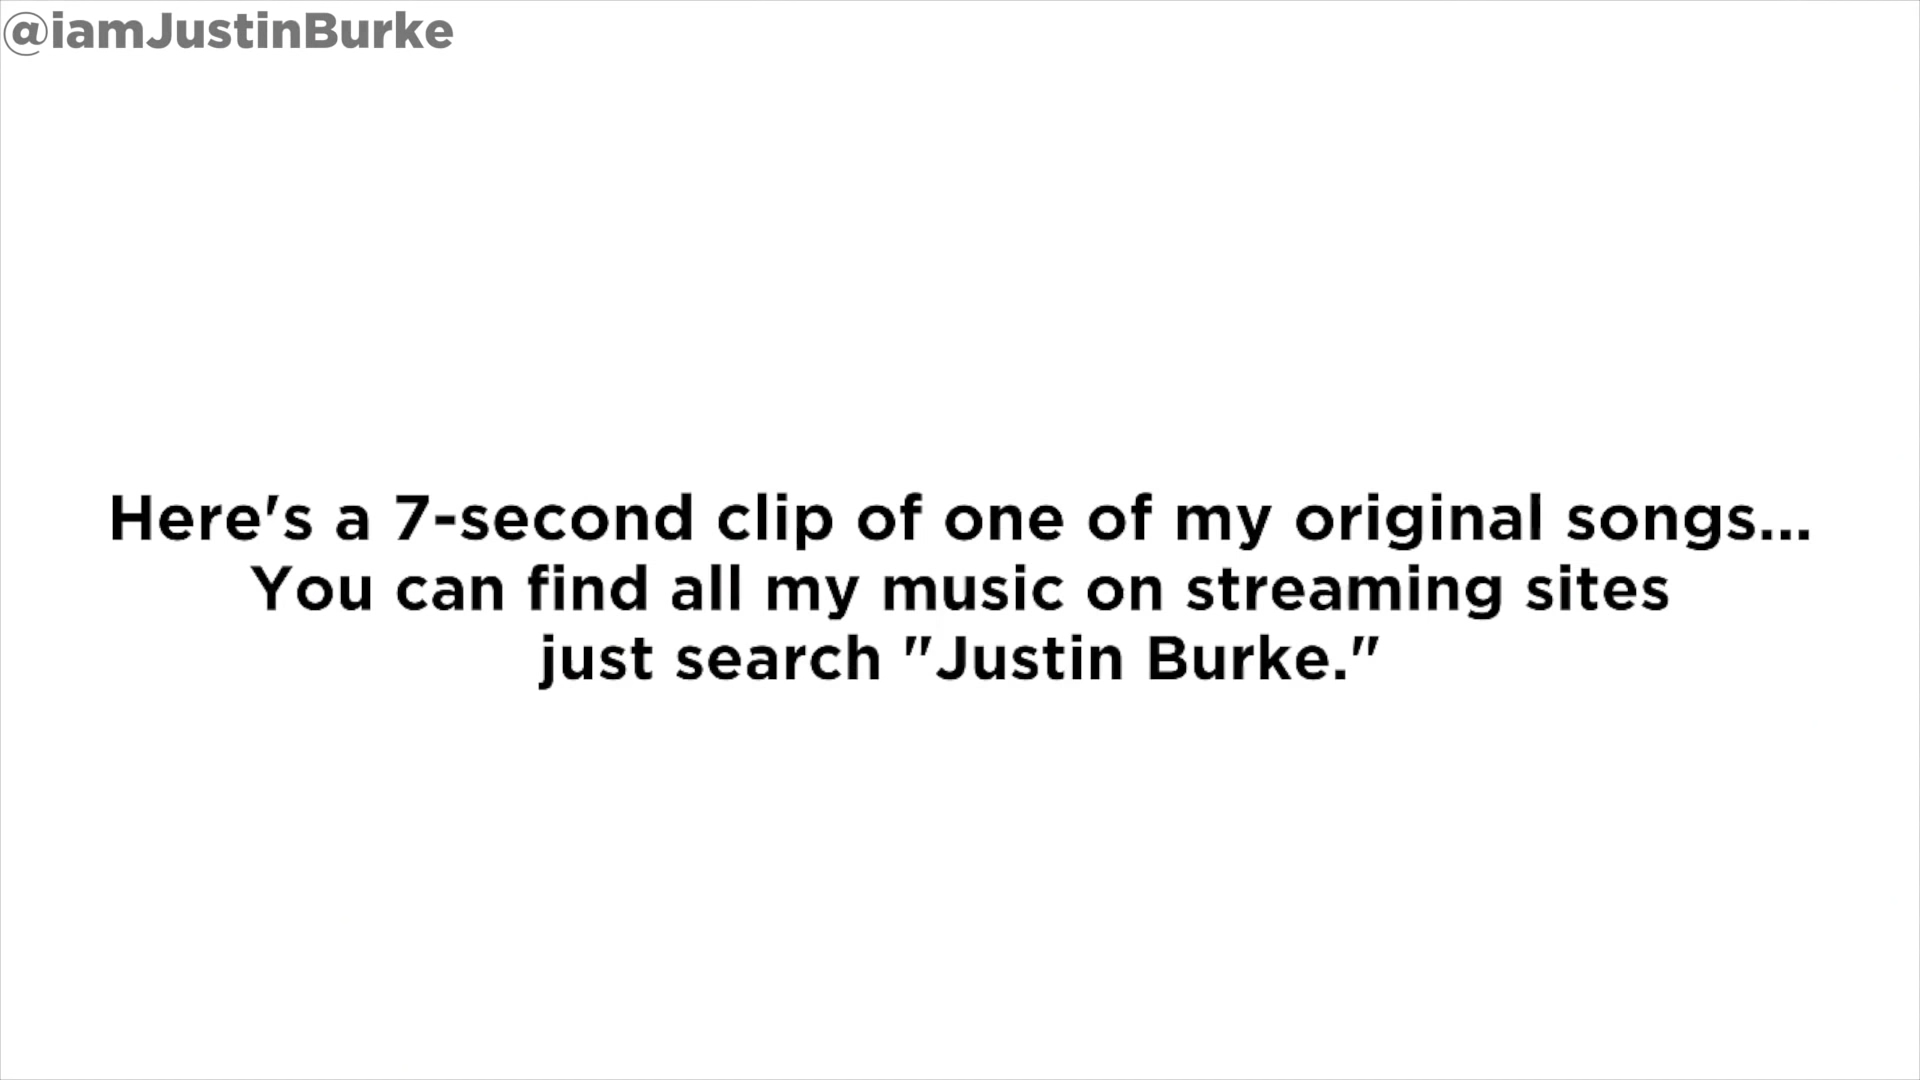 @iamJustinBurke
Here's a 7-second clip of one of my original songs...
You can find all my music on streaming sites
just search "Justin Burke."